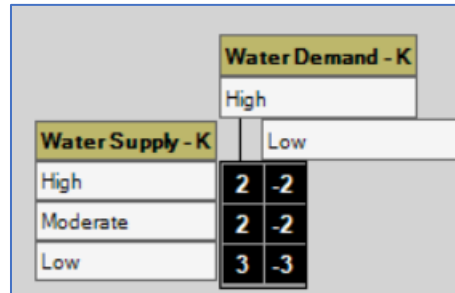 Water Demand - K
High
Water Supply - K Low
High 2 -2
Moderate 2 -2
Low 3 -3